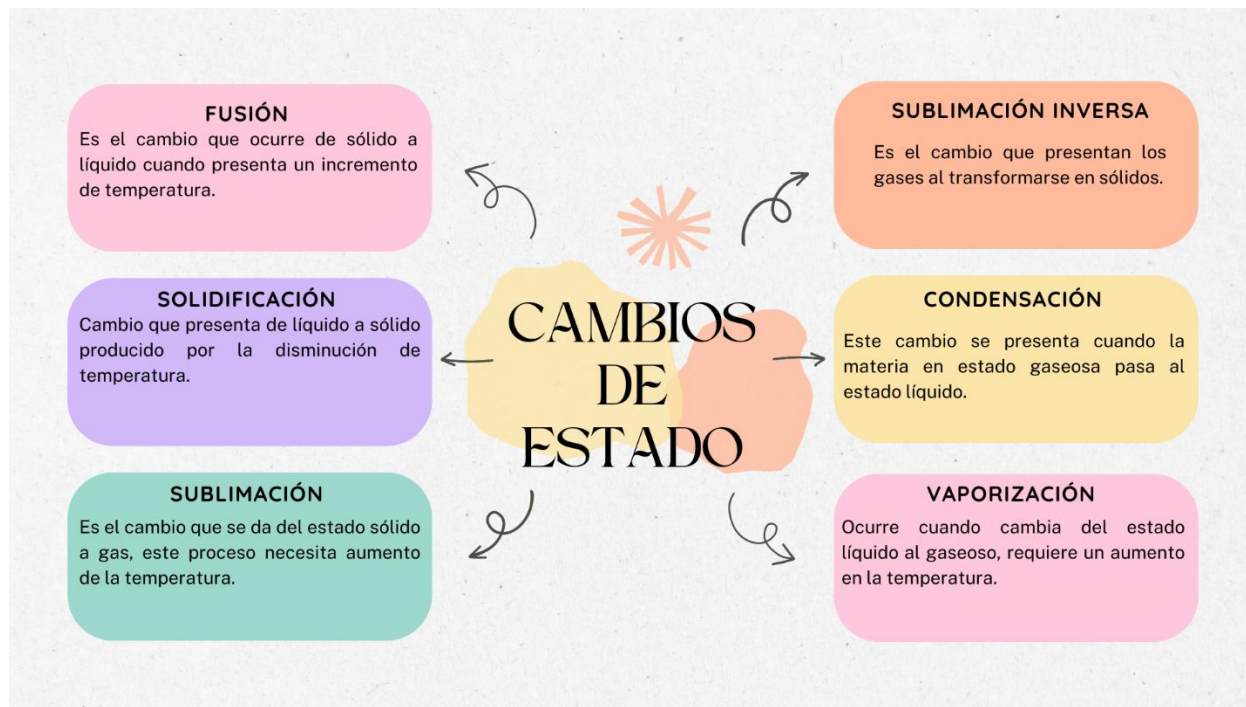 FUSIÓN
Es el cambio que ocurre de sólido a
líquido cuando presenta un incremento
de temperatura.
SOLIDIFICACIÓN
Cambio que presenta de líquido a sólido
producido por la disminución de
temperatura.
SUBLIMACIÓN
Es el cambio que se da del estado sólido
a gas, este proceso necesita aumento
de la temperatura.
CAMBIOS
DE
ESTADO
SUBLIMACIÓN INVERSA
Es el cambio que presentan los
gases al transformarse en sólidos.
CONDENSACIÓN
Este cambio se presenta cuando la
materia en estado gaseosa pasa al
estado líquido.
VAPORIZACIÓN
Ocurre cuando cambia del estado
líquido al gaseoso, requiere un aumento
en la temperatura.